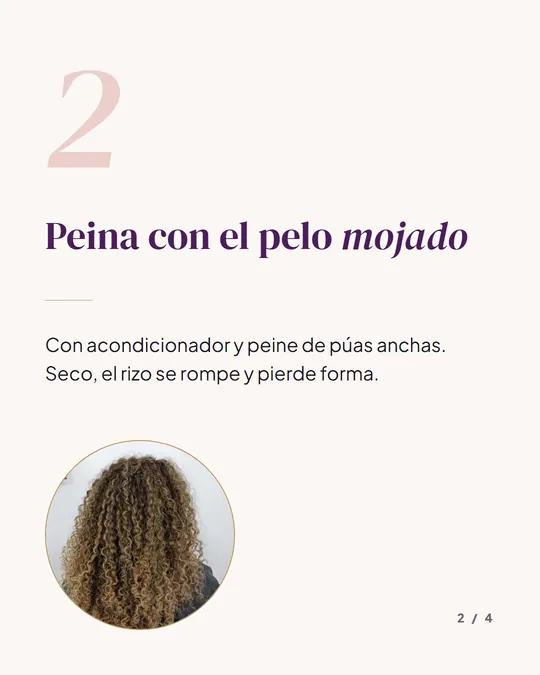 2
Peina con el pelo mojado
Con acondicionador y peine de púas anchas.
Seco, el rizo se rompe y pierde forma.
2 / 4